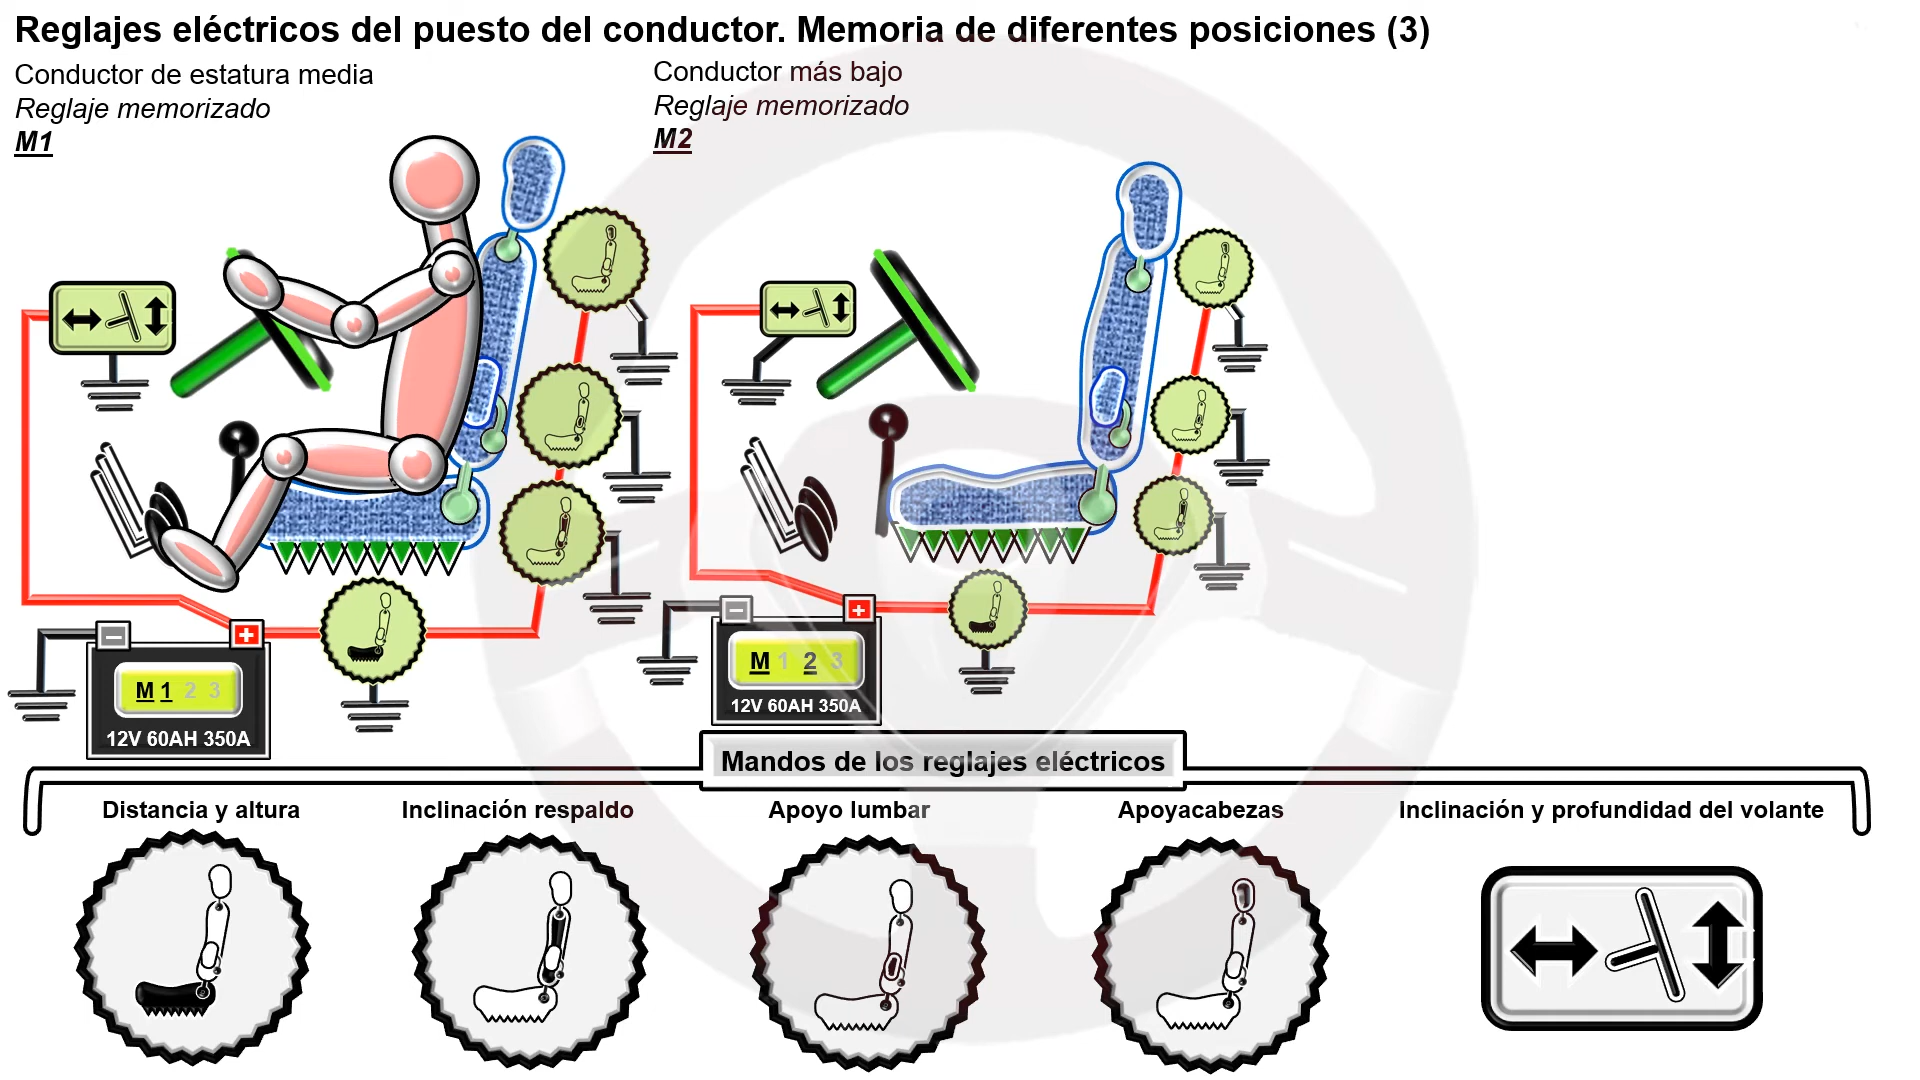 Reglajes eléctricos del puesto del conductor. Memoria de diferentes posiciones (3)
Conductor de estatura media
Reglaje memorizado
M1
Conductor más bajo
Reglaje memorizado
M2
M 1 2 3
12V 60AH 350A
M 1 2 3
12V 60AH 350A
Mandos de los reglajes eléctricos
Distancia y altura
Inclinación respaldo
Apoyo lumbar
Apoyacabezas
Inclinación y profundidad del volante